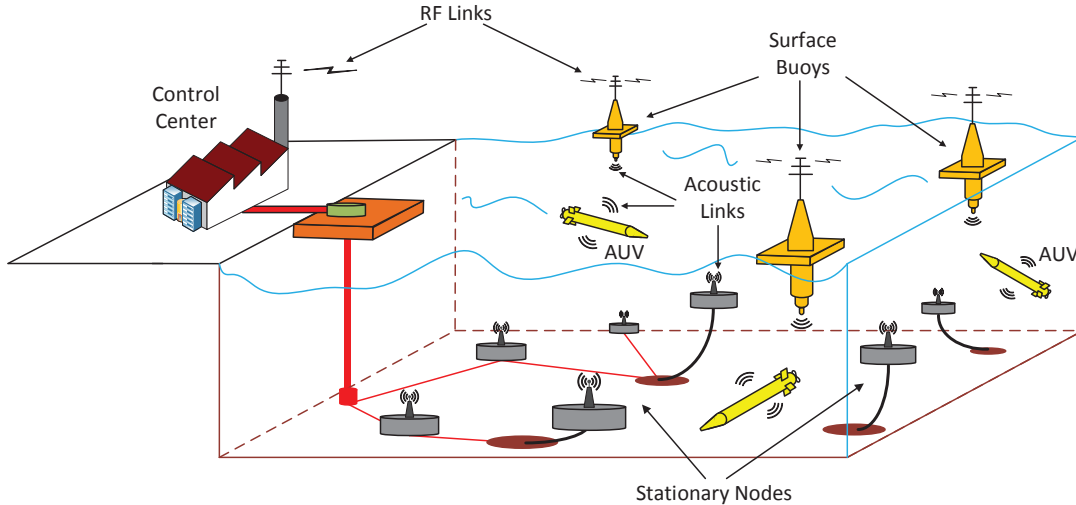 RF Links
Surface
Buoys
Control
Center
Acoustic
Links
AUV
AUV
Stationary Nodes